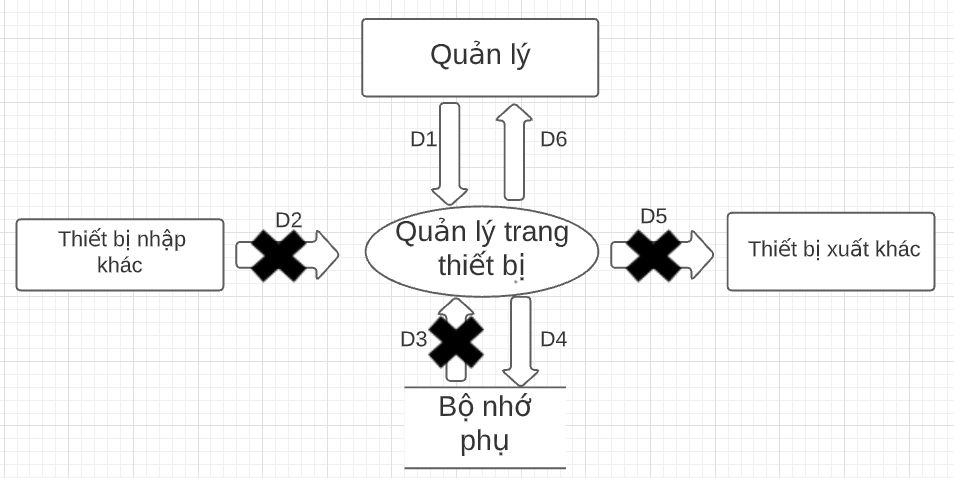 Quản lý
D1
D6
D2
D5
Thiết bị nhập
khác
Quản lý trang
thiết bị
Thiết bị xuất khác
D3
D4
Bộ nhớ
phụ